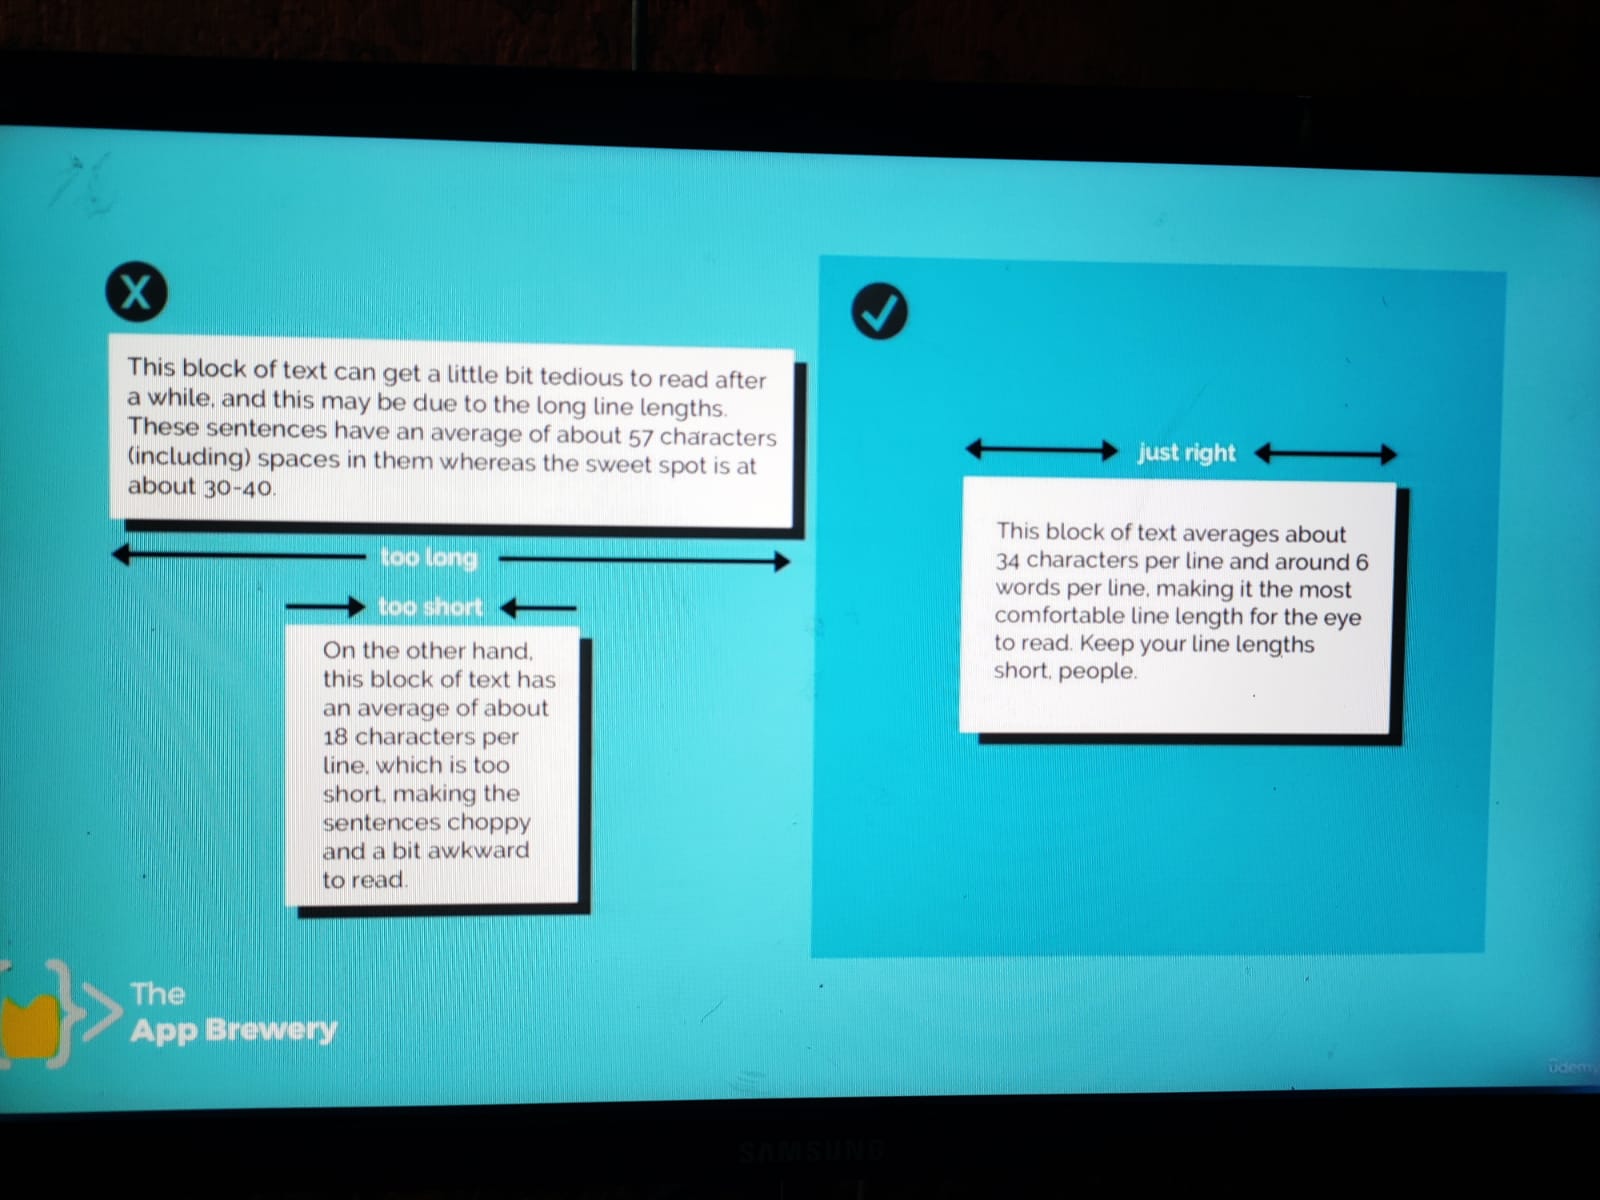 X
This block of text can get a little bit tedious to read after
a while, and this may be due to the long line lengths.
These sentences have an average of about 57 characters
(including) spaces in them whereas the sweet spot is at
about 30-40.
too long
too short
On the other hand,
this block of text has
an average of about
18 characters per
line, which is too
short, making the
sentences choppy
and a bit awkward
to read.
just right
This block of text averages about
34 characters per line and around 6
words per line, making it the most
comfortable line length for the eye
to read. Keep your line lengths
short, people.
The
App Brewery
udemy
SAMSUNG